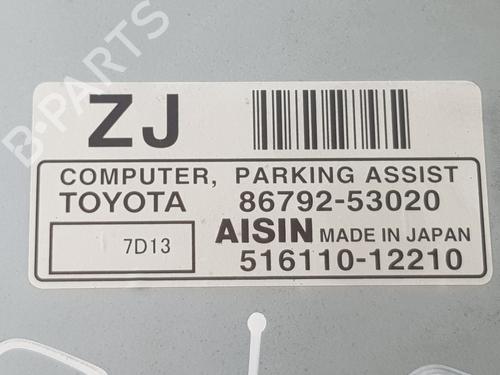 ZJ
COMPUTER, PARKING ASSIST
TOYOTA 86792-53020
7D13
AISIN MADE IN JAPAN
516110-12210
B-PARTS